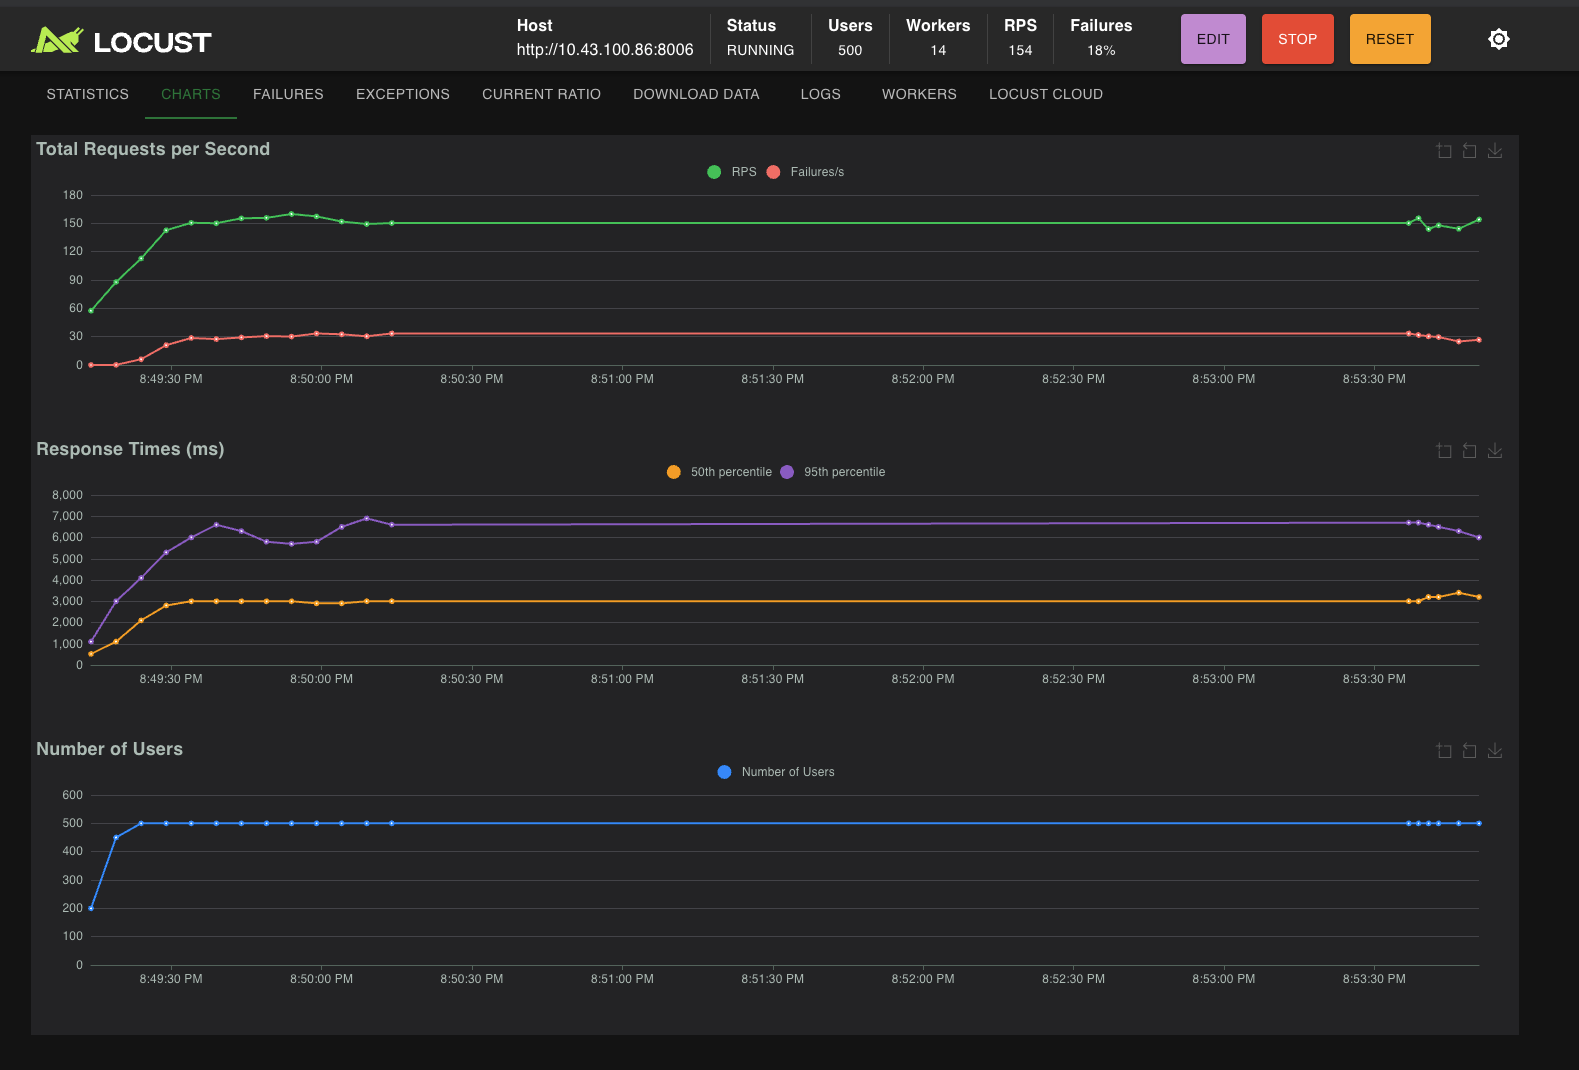 LOCUST
Host
http://10.43.100.86:8006
Status
RUNNING
Users
500
Workers
14
RPS
154
Failures
18%
EDIT
STOP
RESET
STATISTICS CHARTS FAILURES EXCEPTIONS CURRENT RATIO DOWNLOAD DATA LOGS WORKERS LOCUST CLOUD
Total Requests per Second
RPS Failures/s
180
150
120
90
60
30
0
8:49:30 PM 8:50:00 PM 8:50:30 PM 8:51:00 PM 8:51:30 PM 8:52:00 PM 8:52:30 PM 8:53:00 PM 8:53:30 PM
Response Times (ms)
50th percentile 95th percentile
8,000
7,000
6,000
5,000
4,000
3,000
2,000
1,000
0
8:49:30 PM 8:50:00 PM 8:50:30 PM 8:51:00 PM 8:51:30 PM 8:52:00 PM 8:52:30 PM 8:53:00 PM 8:53:30 PM
Number of Users
Number of Users
600
500
400
300
200
100
0
8:49:30 PM 8:50:00 PM 8:50:30 PM 8:51:00 PM 8:51:30 PM 8:52:00 PM 8:52:30 PM 8:53:00 PM 8:53:30 PM